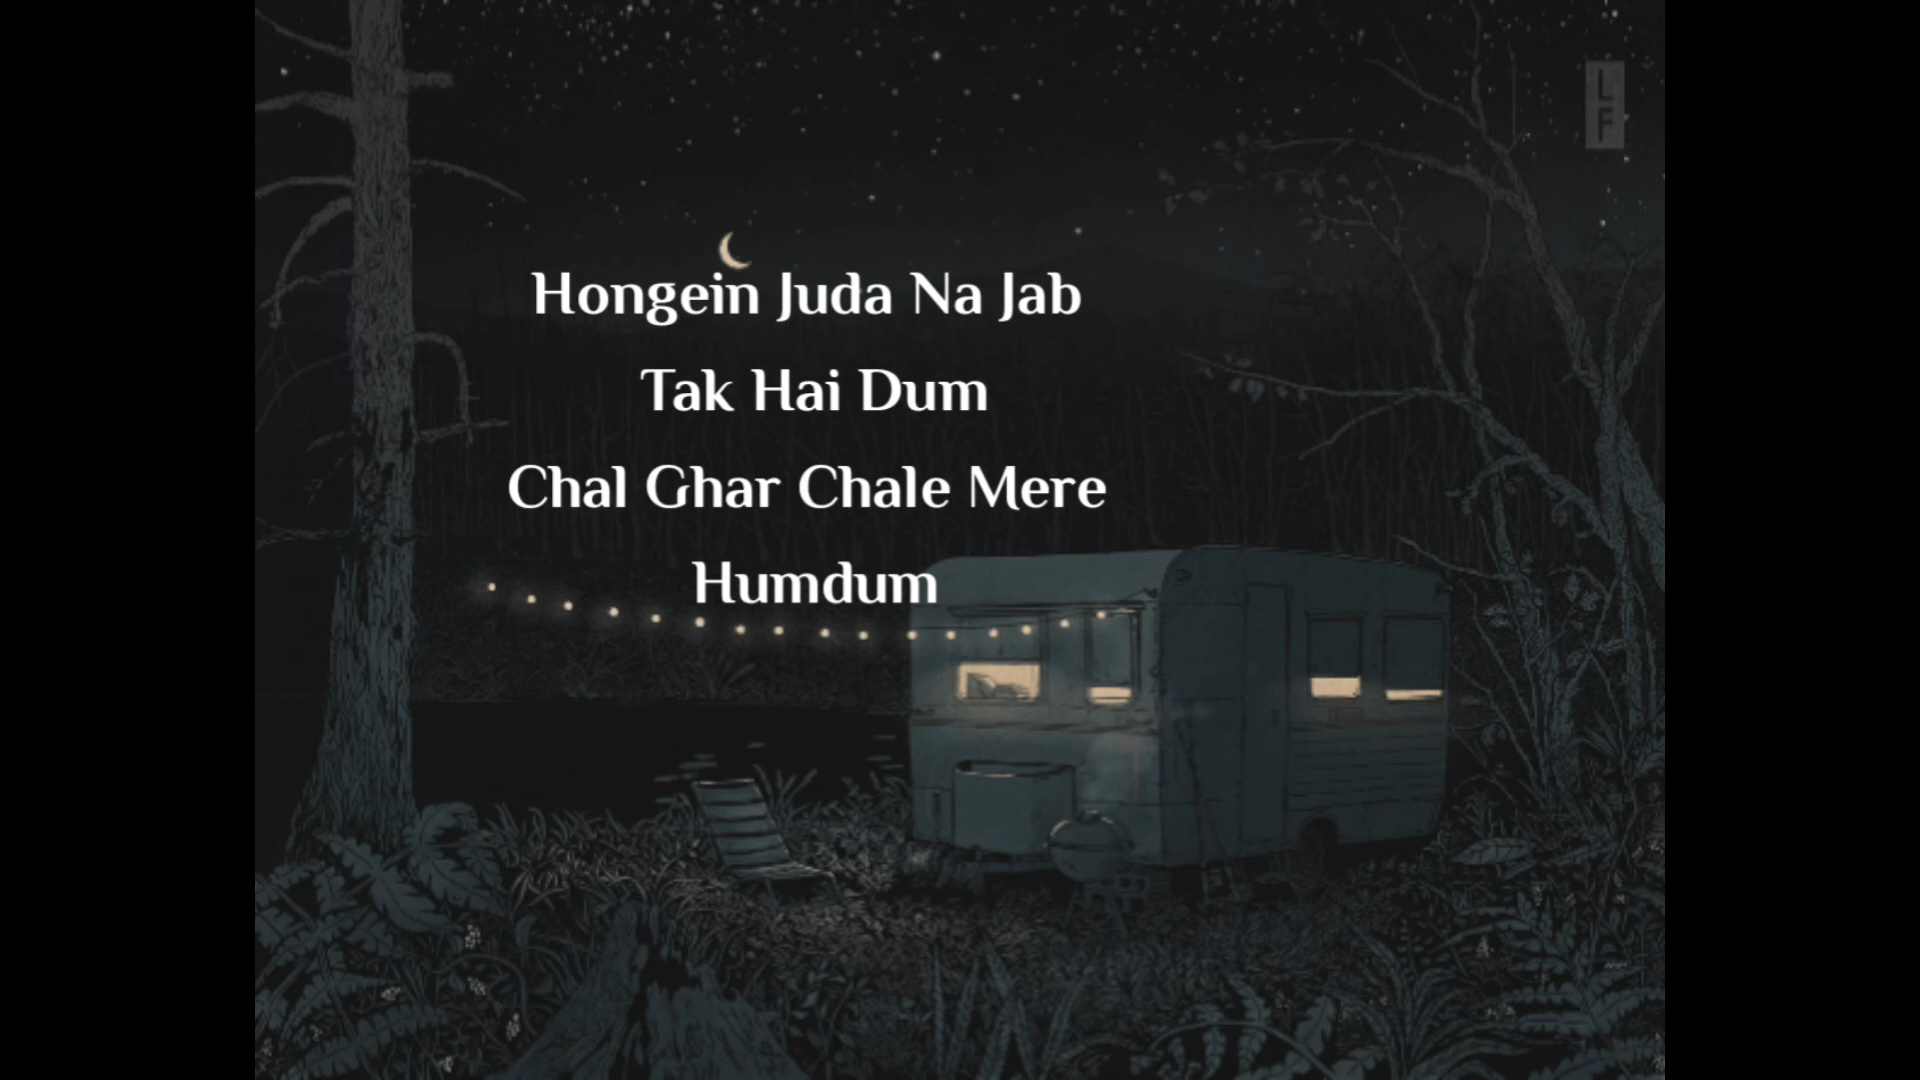 Hongein Juda Na Jab
Tak Hai Dum
Chal Ghar Chale Mere
Humdum
L
F